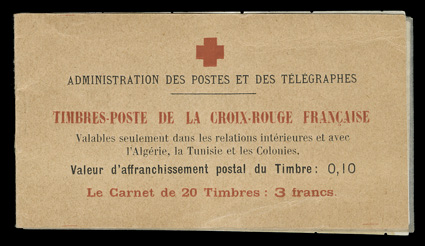 ADMINISTRATION DES POSTES ET DES TÉLÉGRAPHES
TIMBRES-POSTE DE LA CROIX-ROUGE FRANÇAISE
Valables seulement dans les relations intérieures et avec
l'Algérie, la Tunisie et les Colonies.
Valeur d'affranchissement postal du Timbre : 0,10
Le Carnet de 20 Timbres : 3 francs.